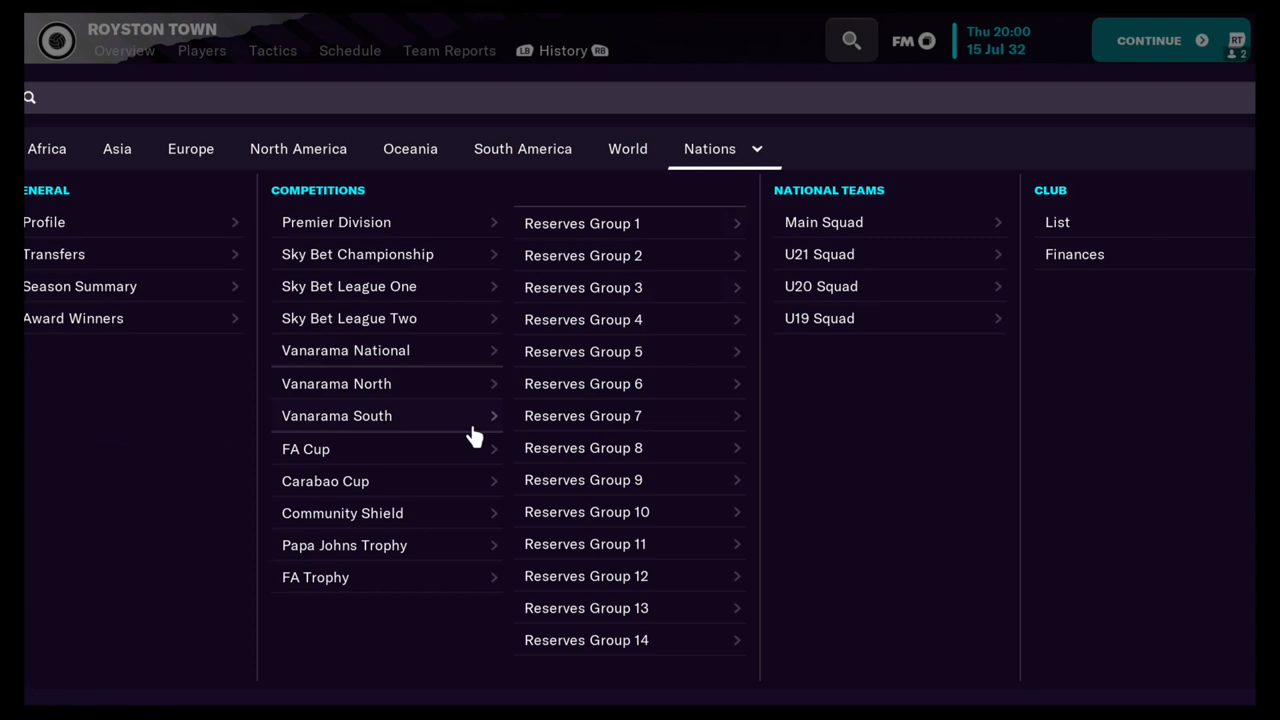 ROYSTON TOWN
Overview Players Tactics Schedule Team Reports LB History RB
FM
Thu 20:00
15 Jul 32
CONTINUE
RT
2
Africa Asia Europe North America Oceania South America World Nations
ENERAL
Profile
Transfers
Season Summary
Award Winners
COMPETITIONS
Premier Division
Sky Bet Championship
Sky Bet League One
Sky Bet League Two
Vanarama National
Vanarama North
Vanarama South
FA Cup
Carabao Cup
Community Shield
Papa Johns Trophy
FA Trophy
Reserves Group 1
Reserves Group 2
Reserves Group 3
Reserves Group 4
Reserves Group 5
Reserves Group 6
Reserves Group 7
Reserves Group 8
Reserves Group 9
Reserves Group 10
Reserves Group 11
Reserves Group 12
Reserves Group 13
Reserves Group 14
NATIONAL TEAMS
Main Squad
U21 Squad
U20 Squad
U19 Squad
CLUB
List
Finances